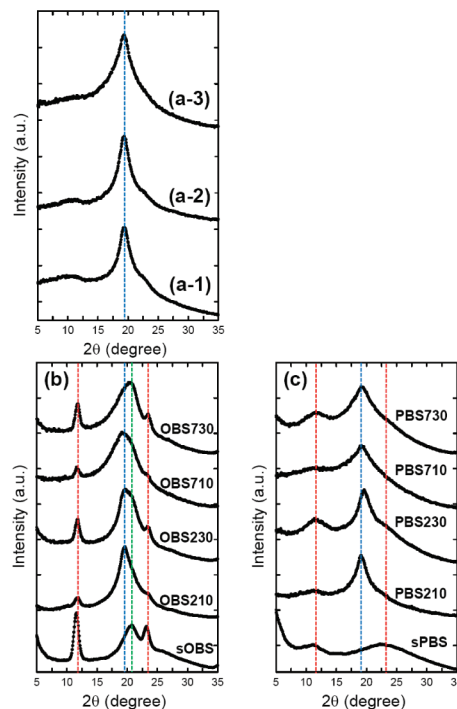 (a-3)
(a-2)
(a-1)
Intensity (a.u.)
5 10 15 20 25 30 35
2θ (degree)
(b)
OBS730
OBS710
OBS230
OBS210
sOBS
Intensity (a.u.)
5 10 15 20 25 30 35
2θ (degree)
(c)
PBS730
PBS710
PBS230
PBS210
sPBS
Intensity (a.u.)
5 10 15 20 25 30 35
2θ (degree)